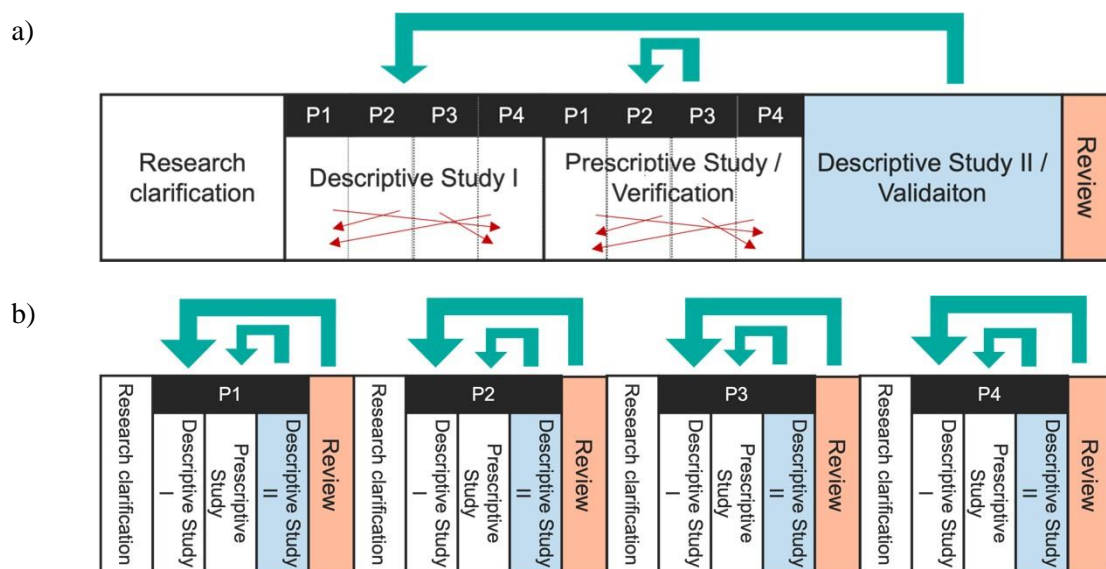 a)
P1 P2 P3 P4 P1 P2 P3 P4
Research
clarification
Descriptive Study I
Prescriptive Study /
Verification
Descriptive Study II /
Validaiton
Review
b)
P1
P2
P3
P4
Research clarification
Descriptive Study
I
Prescriptive
Study
Descriptive Study
II
Review
Research clarification
Descriptive Study
I
Prescriptive
Study
Descriptive Study
II
Review
Research clarification
Descriptive Study
I
Prescriptive
Study
Descriptive Study
II
Review
Research clarification
Descriptive Study
I
Prescriptive
Study
Descriptive Study
II
Review